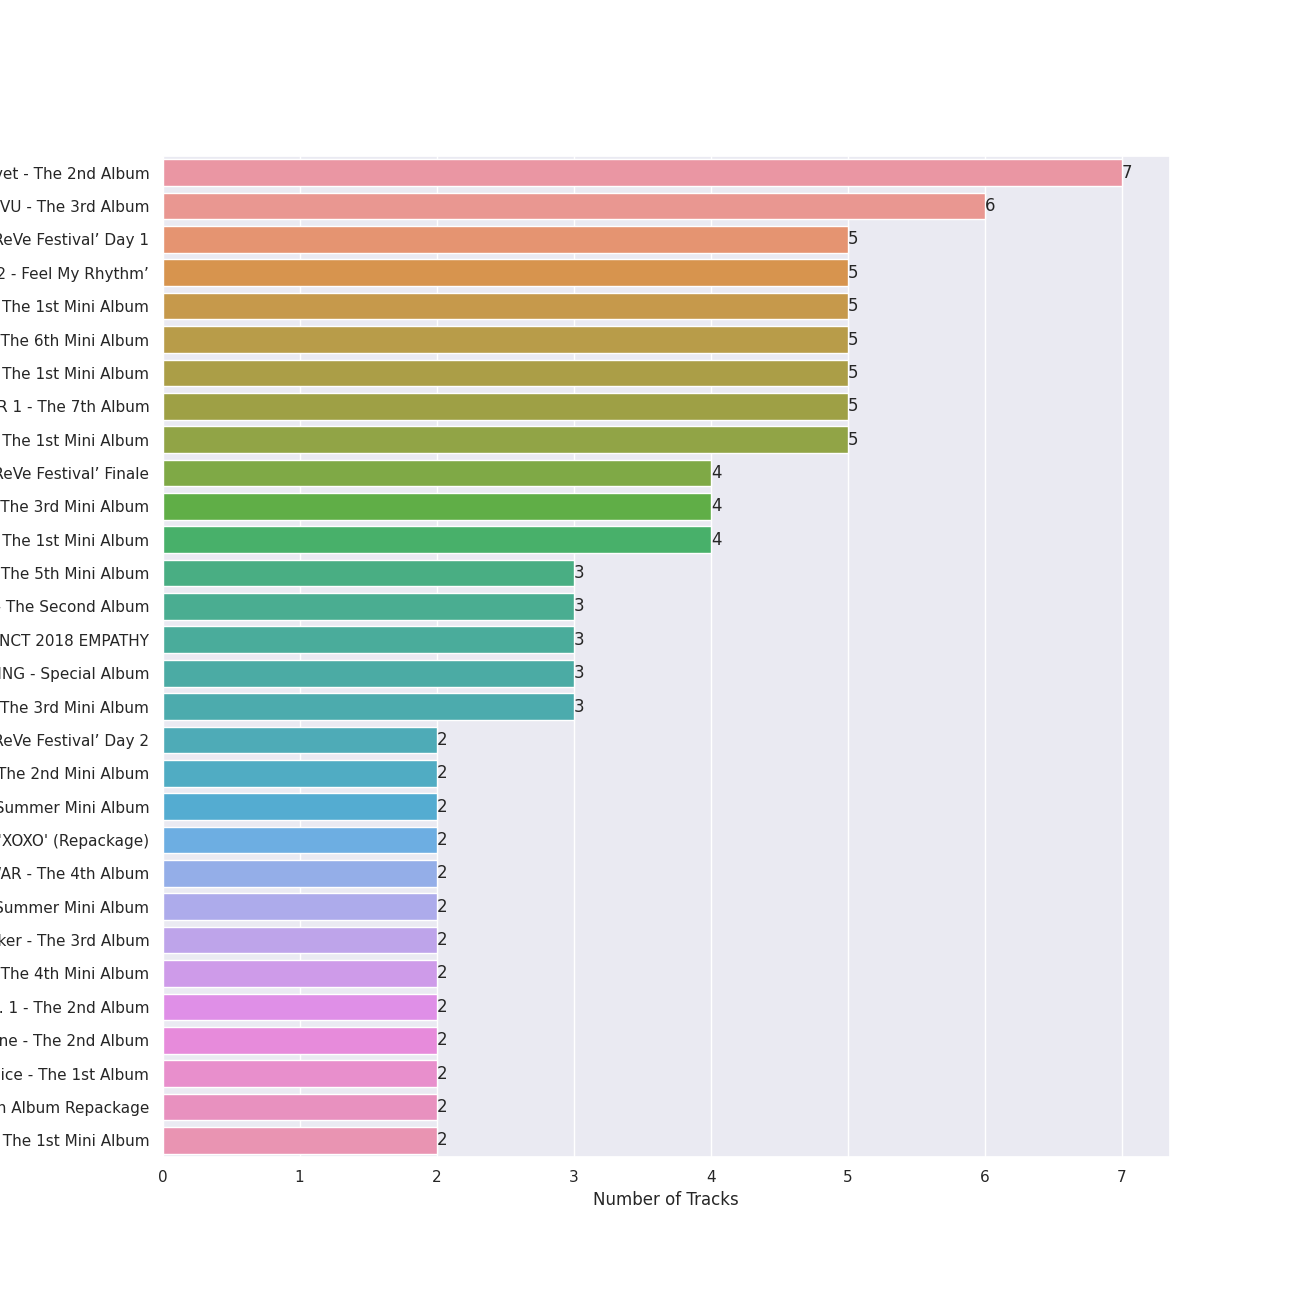 vet - The 2nd Album 7
VU - The 3rd Album 6
ReVe Festival’ Day 1 5
2 - Feel My Rhythm’ 5
The 1st Mini Album 5
The 6th Mini Album 5
The 1st Mini Album 5
R 1 - The 7th Album 5
The 1st Mini Album 5
ReVe Festival’ Finale 4
The 3rd Mini Album 4
The 1st Mini Album 4
The 5th Mini Album 3
The Second Album 3
NCT 2018 EMPATHY 3
ING - Special Album 3
The 3rd Mini Album 3
ReVe Festival’ Day 2 2
The 2nd Mini Album 2
Summer Mini Album 2
'XOXO' (Repackage) 2
AR - The 4th Album 2
Summer Mini Album 2
ker - The 3rd Album 2
The 4th Mini Album 2
. 1 - The 2nd Album 2
ne - The 2nd Album 2
ice - The 1st Album 2
Album Repackage 2
The 1st Mini Album 2
0 1 2 3 4 5 6 7
Number of Tracks